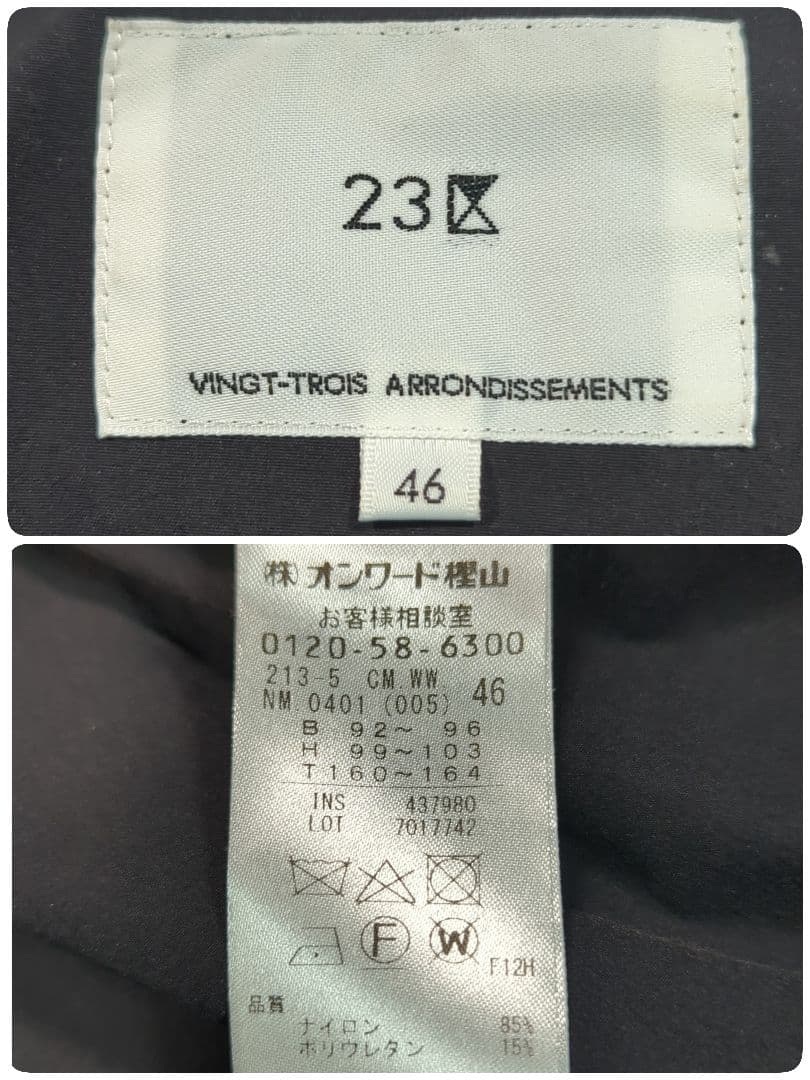 23区
VINGT-TROIS ARRONDISSEMENTS
46
㈱オンワード樫山
お客様相談室
0120-58-6300
213-5 CM WW
NM 0401 (005) 46
B 92～ 96
H 99～103
T 160～164
INS 437980
LOT 7017742
F
W
F12H
品質
ナイロン 85%
ポリウレタン 15%